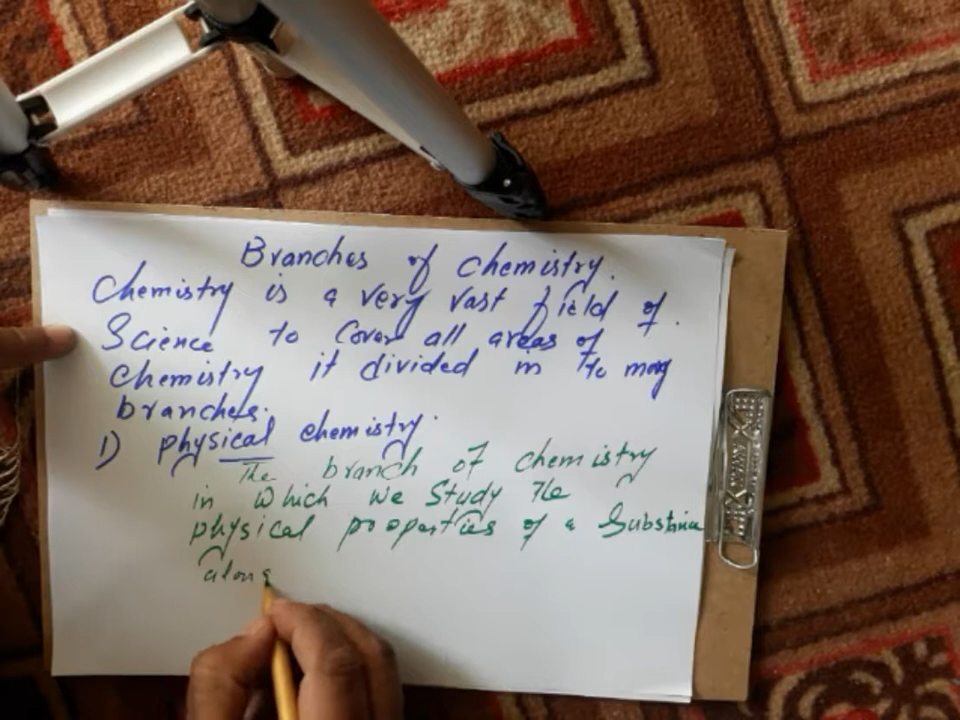 Branches of chemistry.
Chemistry is a very vast field of
Science to Cover all areas of
Chemistry it divided in to many
branches.
1) physical chemistry.
The branch of chemistry
in which we Study the
physical properties of a Substance
along